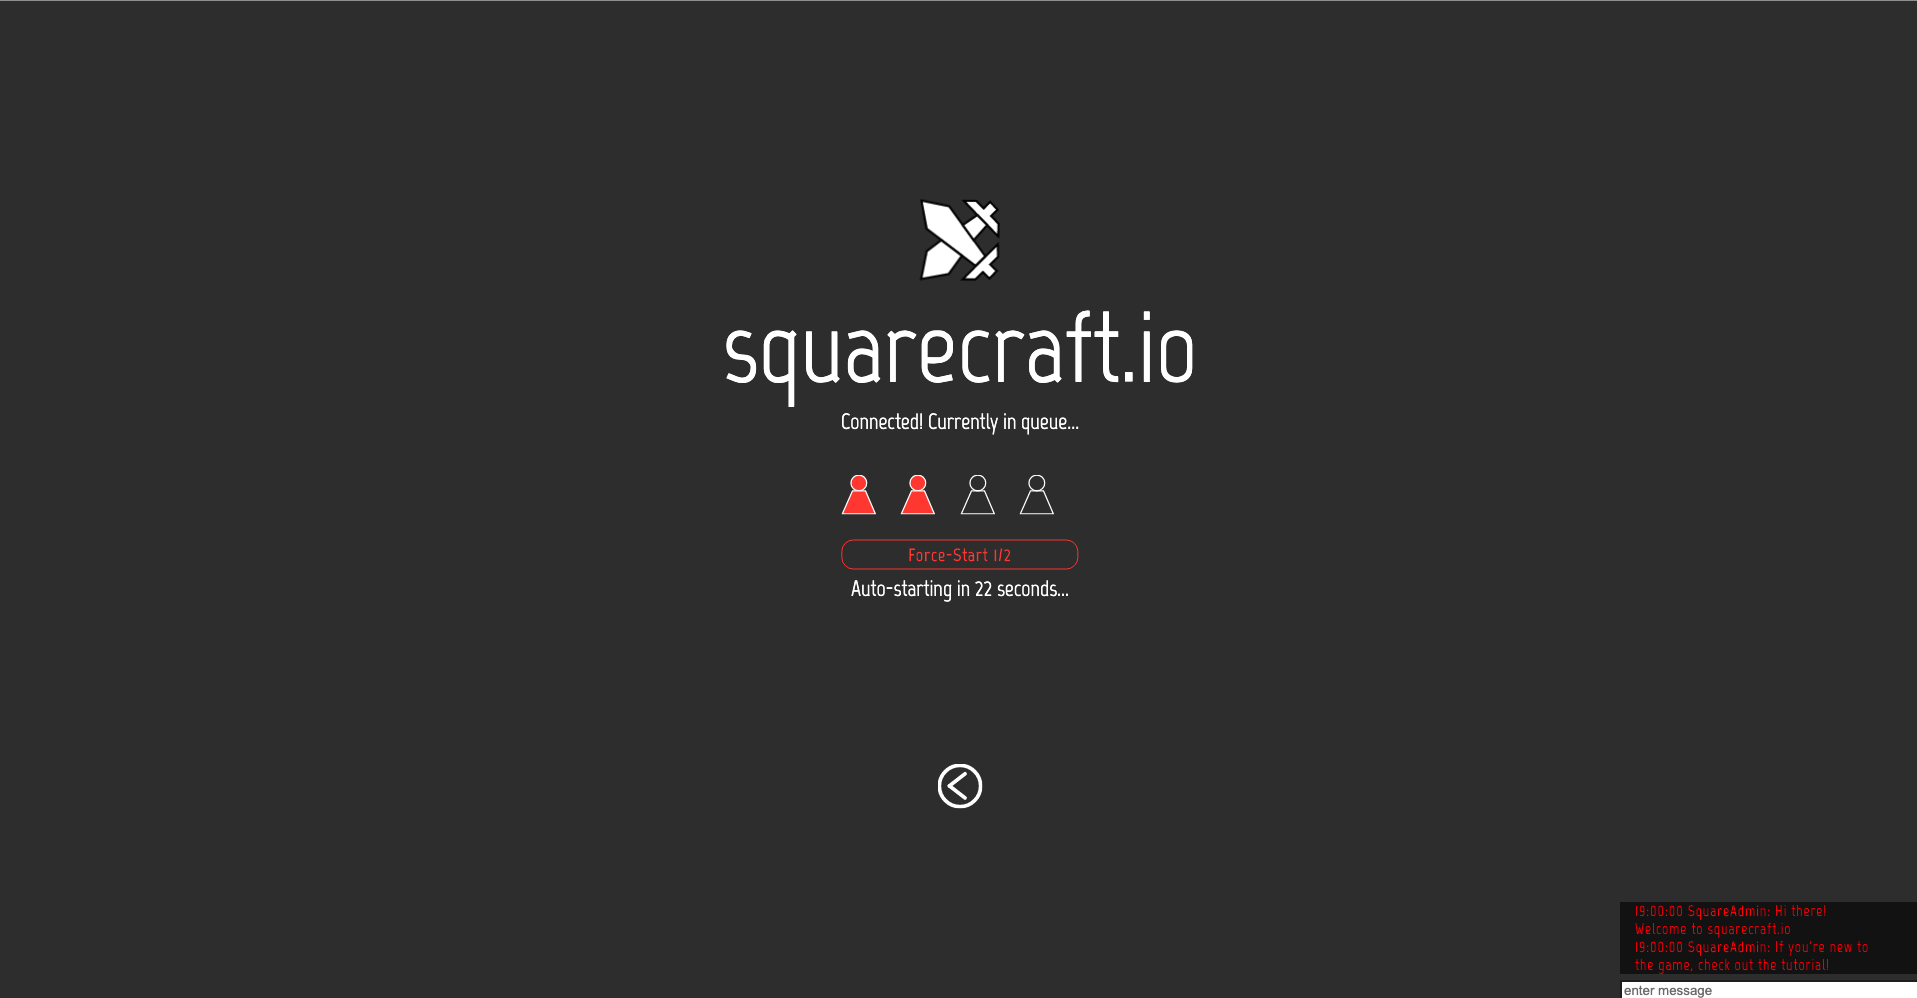 squarecraft.io
Connected! Currently in queue...
Force-Start 1/2
Auto-starting in 22 seconds...
19:00:00 SquareAdmin: Hi there!
Welcome to squarecraft.io
19:00:00 SquareAdmin: If you're new to
the game, check out the tutorial!
enter message